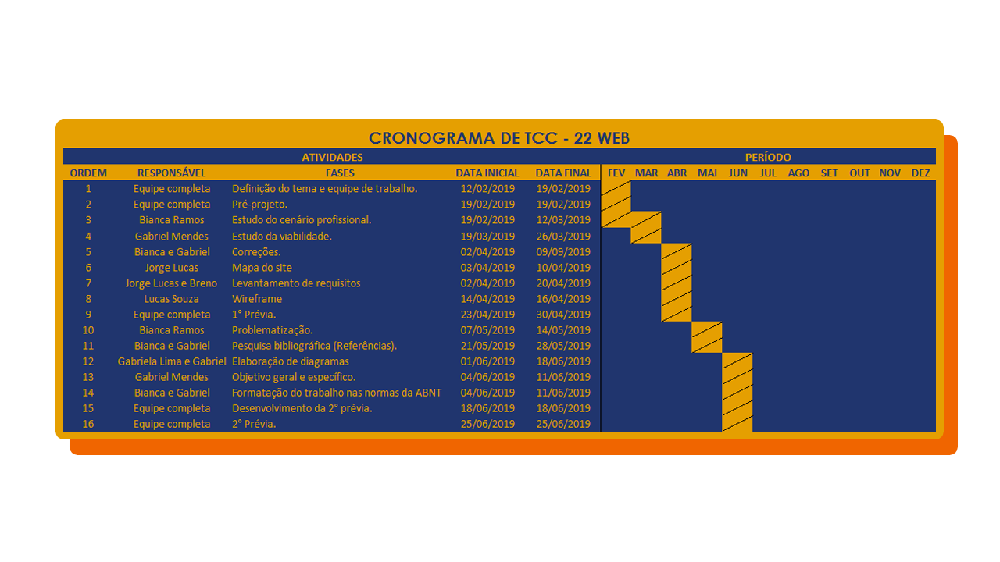 CRONOGRAMA DE TCC - 22 WEB
ATIVIDADES PERÍODO
ORDEM RESPONSÁVEL FASES DATA INICIAL DATA FINAL FEV MAR ABR MAI JUN JUL AGO SET OUT NOV DEZ
1 Equipe completa Definição do tema e equipe de trabalho. 12/02/2019 19/02/2019
2 Equipe completa Pré-projeto. 19/02/2019 19/02/2019
3 Bianca Ramos Estudo do cenário profissional. 19/02/2019 12/03/2019
4 Gabriel Mendes Estudo da viabilidade. 19/03/2019 26/03/2019
5 Bianca e Gabriel Correções. 02/04/2019 09/09/2019
6 Jorge Lucas Mapa do site 03/04/2019 10/04/2019
7 Jorge Lucas e Breno Levantamento de requisitos 02/04/2019 20/04/2019
8 Lucas Souza Wireframe 14/04/2019 16/04/2019
9 Equipe completa 1° Prévia. 23/04/2019 30/04/2019
10 Bianca Ramos Problematização. 07/05/2019 14/05/2019
11 Bianca e Gabriel Pesquisa bibliográfica (Referências). 21/05/2019 28/05/2019
12 Gabriela Lima e Gabriel Elaboração de diagramas 01/06/2019 18/06/2019
13 Gabriel Mendes Objetivo geral e específico. 04/06/2019 11/06/2019
14 Bianca e Gabriel Formatação do trabalho nas normas da ABNT 04/06/2019 11/06/2019
15 Equipe completa Desenvolvimento da 2° prévia. 18/06/2019 18/06/2019
16 Equipe completa 2° Prévia. 25/06/2019 25/06/2019